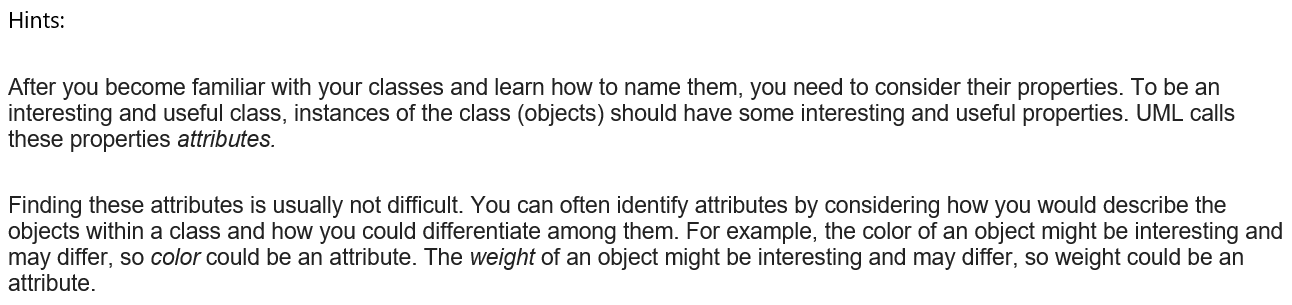 Hints:
After you become familiar with your classes and learn how to name them, you need to consider their properties. To be an
interesting and useful class, instances of the class (objects) should have some interesting and useful properties. UML calls
these properties attributes.
Finding these attributes is usually not difficult. You can often identify attributes by considering how you would describe the
objects within a class and how you could differentiate among them. For example, the color of an object might be interesting and
may differ, so color could be an attribute. The weight of an object might be interesting and may differ, so weight could be an
attribute.